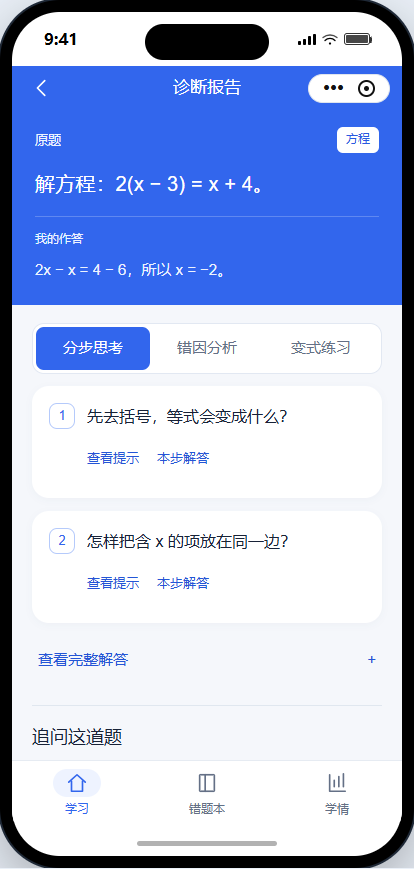 9:41
诊断报告
原题
方程
解方程：2(x − 3) = x + 4。
我的作答
2x − x = 4 − 6，所以 x = −2。
分步思考 错因分析 变式练习
1 先去括号，等式会变成什么？
查看提示 本步解答
2 怎样把含 x 的项放在同一边？
查看提示 本步解答
查看完整解答 +
追问这道题
学习 错题本 学情